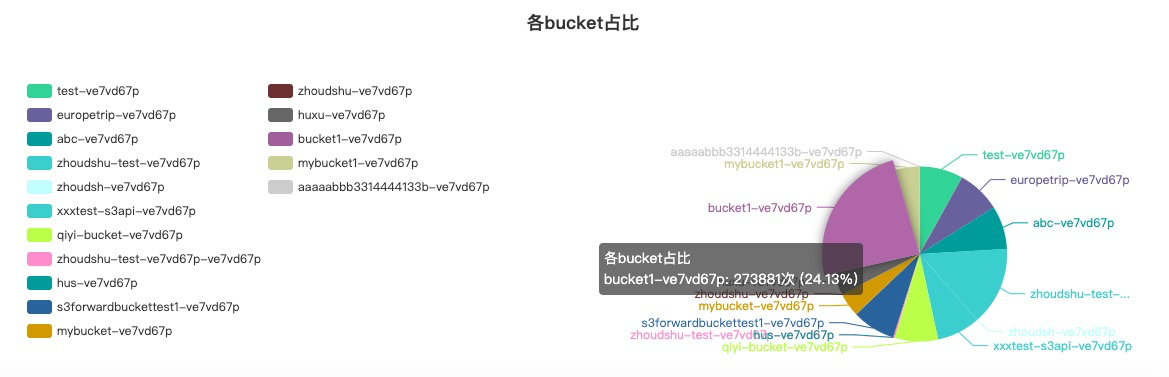 各bucket占比
test-ve7vd67p
europetrip-ve7vd67p
abc-ve7vd67p
zhoudshu-test-ve7vd67p
zhoudsh-ve7vd67p
xxxtest-s3api-ve7vd67p
qiyi-bucket-ve7vd67p
zhoudshu-test-ve7vd67p-ve7vd67p
hus-ve7vd67p
s3forwardbuckettest1-ve7vd67p
mybucket-ve7vd67p
zhoudshu-ve7vd67p
huxu-ve7vd67p
bucket1-ve7vd67p
mybucket1-ve7vd67p
aaaaabbb3314444133b-ve7vd67p
aaaaabbb3314444133b-ve7vd67p
mybucket1-ve7vd67p
bucket1-ve7vd67p
各bucket占比
bucket1-ve7vd67p: 273881次 (24.13%)
zhoudshu-ve7vd67p
mybucket-ve7vd67p
s3forwardbuckettest1-ve7vd67p
zhoudshu-test-ve7vd67p
hus-ve7vd67p
qiyi-bucket-ve7vd67p
test-ve7vd67p
europetrip-ve7vd67p
abc-ve7vd67p
zhoudshu-test-...
zhoudsh-ve7vd67p
xxxtest-s3api-ve7vd67p